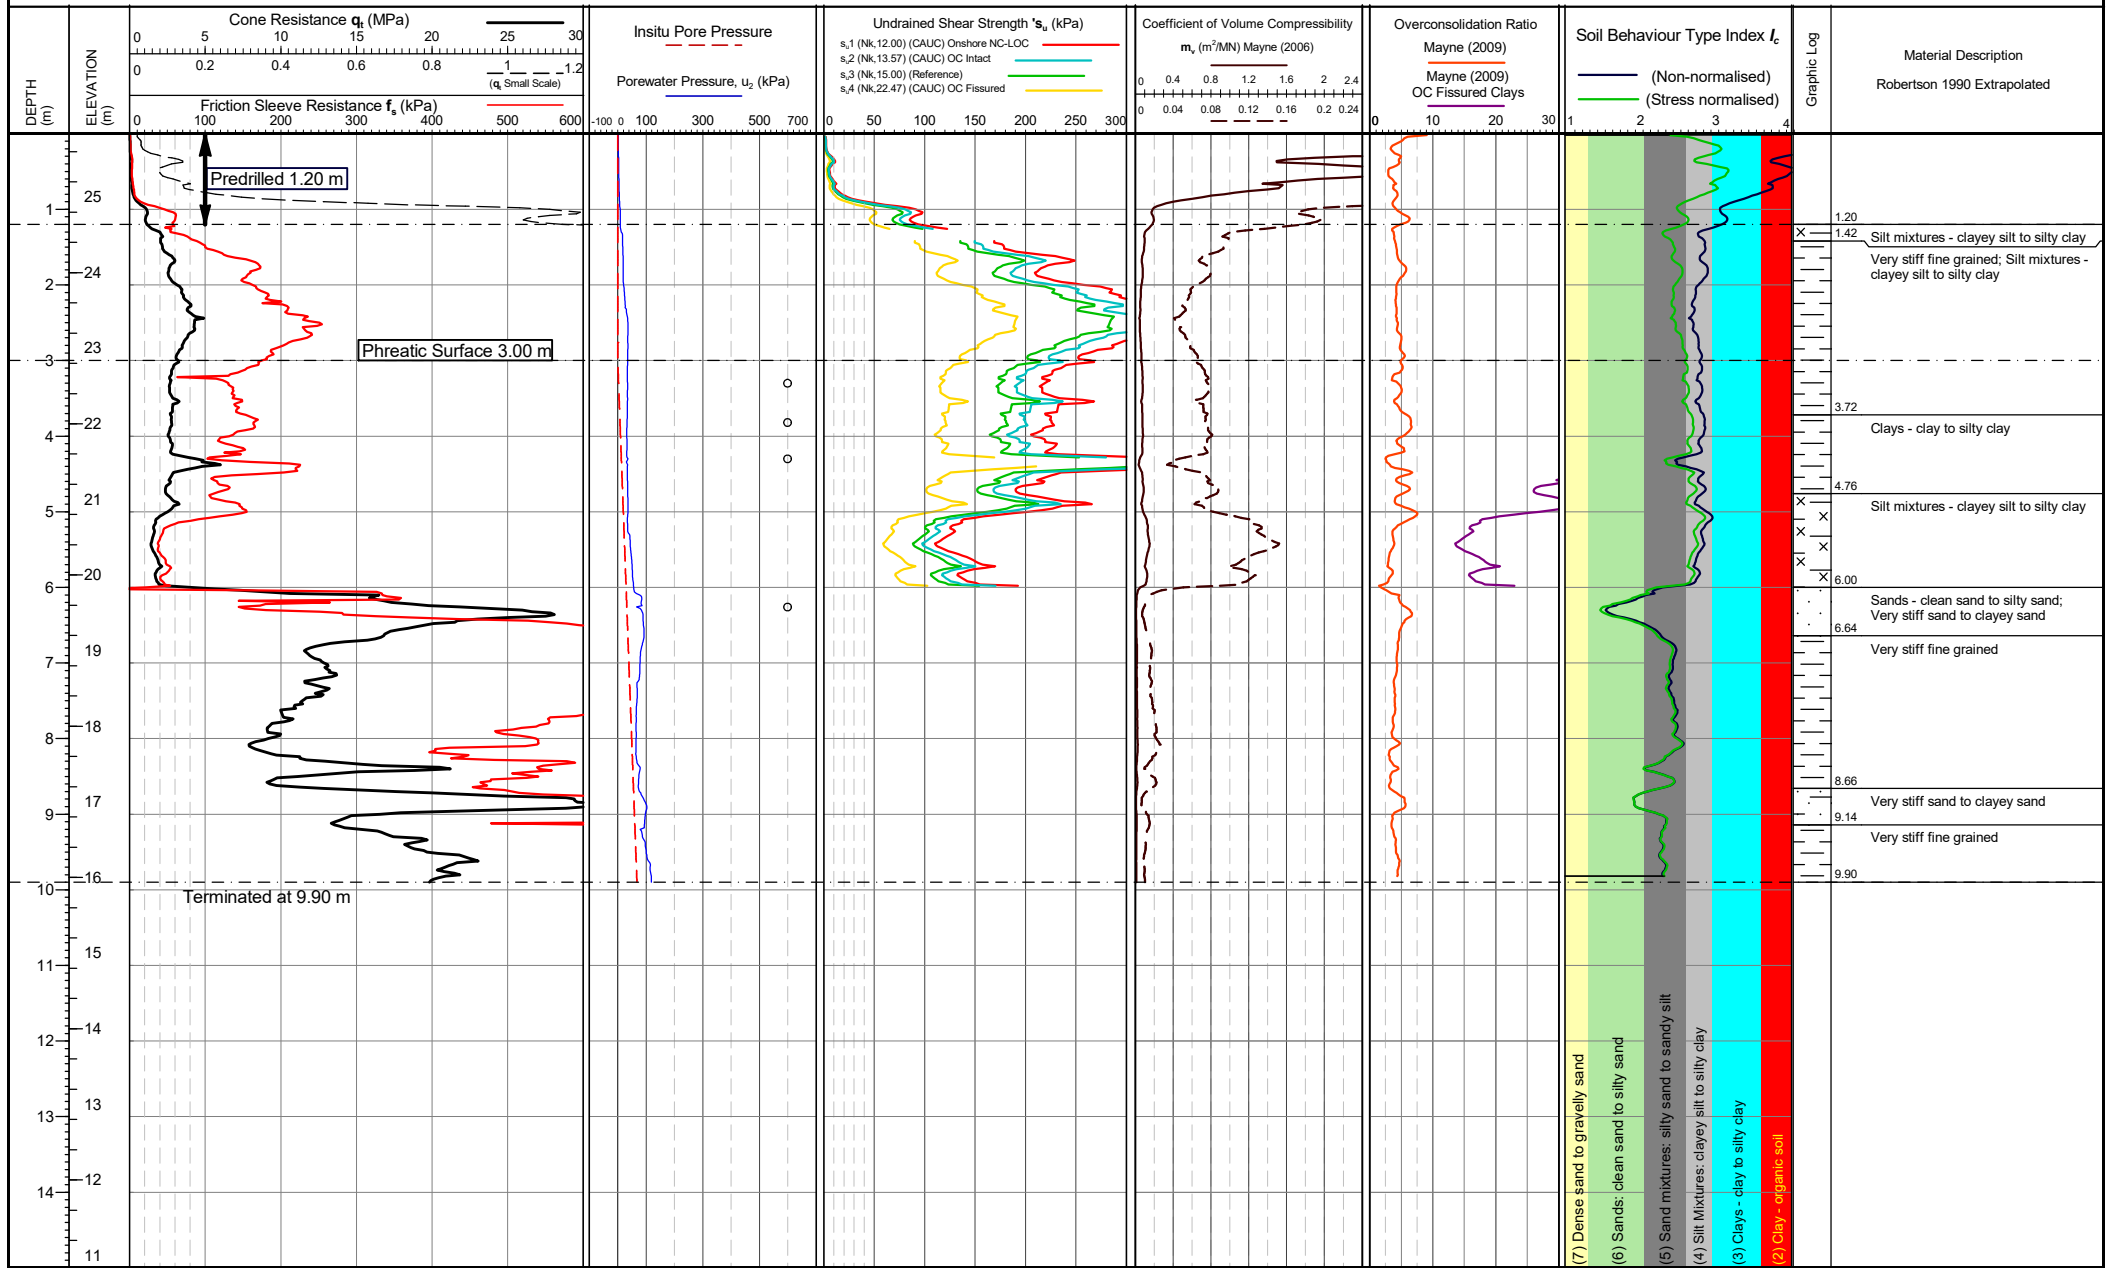 DEPTH (m)
ELEVATION (m)
Cone Resistance qt (MPa)
0 5 10 15 20 25 30
0 0.2 0.4 0.6 0.8 1 1.2
(qt Small Scale)
Friction Sleeve Resistance fs (kPa)
100 200 300 400 500 600
Insitu Pore Pressure
Porewater Pressure, u2 (kPa)
-100 0 100 300 500 700
Undrained Shear Strength 'su (kPa)
su1 (Nk,12.00) (CAUC) Onshore NC-LOC
su2 (Nk,13.57) (CAUC) OC Intact
su3 (Nk,15.00) (Reference)
su4 (Nk,22.47) (CAUC) OC Fissured
0 50 100 150 200 250 300
Coefficient of Volume Compressibility
mv (m²/MN) Mayne (2006)
0 0.4 0.8 1.2 1.6 2 2.4
0 0.04 0.08 0.12 0.16 0.2 0.24
Overconsolidation Ratio
Mayne (2009)
Mayne (2009)
OC Fissured Clays
0 10 20 30
Soil Behaviour Type Index Ic
(Non-normalised)
(Stress normalised)
1 2 3 4
Graphic Log
Material Description
Robertson 1990 Extrapolated
Predrilled 1.20 m
25
1
1.20
1.42
Silt mixtures - clayey silt to silty clay
Very stiff fine grained; Silt mixtures -
clayey silt to silty clay
24
2
23
Phreatic Surface 3.00 m
3
3.72
22
Clays - clay to silty clay
4
4.76
21
Silt mixtures - clayey silt to silty clay
5
20
6.00
6
Sands - clean sand to silty sand;
Very stiff sand to clayey sand
6.64
19
Very stiff fine grained
7
18
8
8.66
17
Very stiff sand to clayey sand
9
9.14
Very stiff fine grained
16
9.90
10
Terminated at 9.90 m
15
11
14
12
13
13
12
14
11
(7) Dense sand to gravelly sand
(6) Sands: clean sand to silty sand
(5) Sand mixtures: silty sand to sandy silt
(4) Silt Mixtures: clayey silt to silty clay
(3) Clays - clay to silty clay
(2) Clay - organic soil